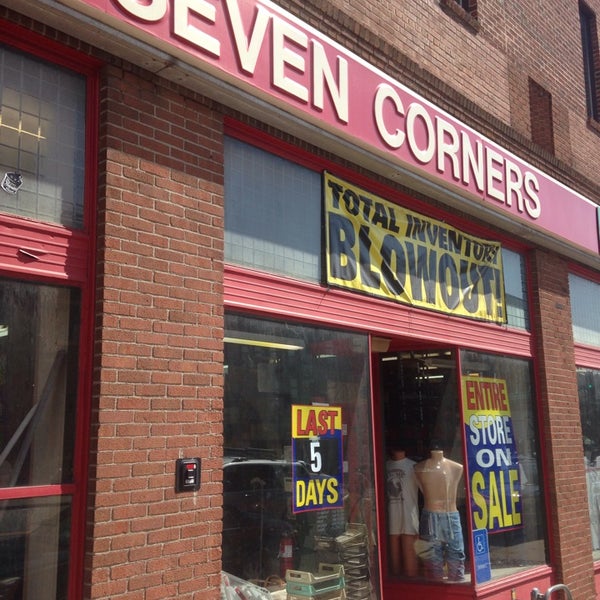 SEVEN CORNERS
TOTAL INVENTORY
BLOWOUT!
LAST
5
DAYS
ENTIRE
STORE
ON
SALE